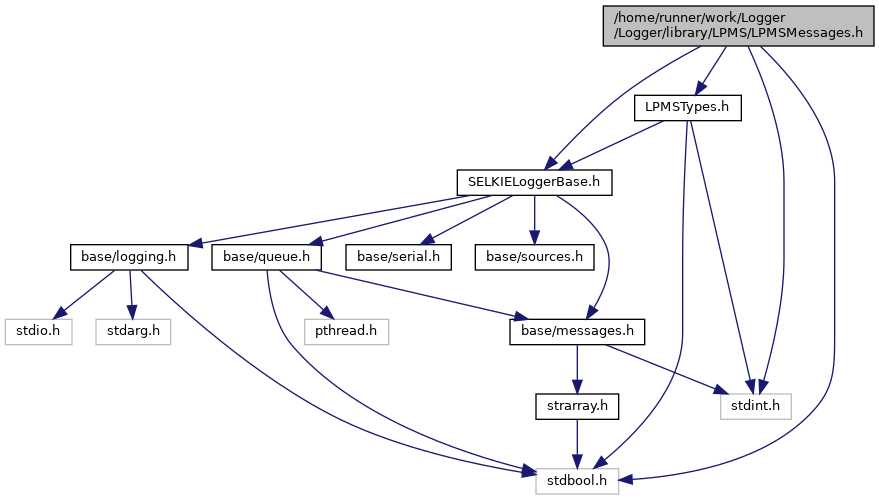 /home/runner/work/Logger
/Logger/library/LPMS/LPMSMessages.h
LPMSTypes.h
SELKIELoggerBase.h
base/logging.h
base/queue.h
base/serial.h
base/sources.h
stdio.h
stdarg.h
pthread.h
base/messages.h
strarray.h
stdint.h
stdbool.h